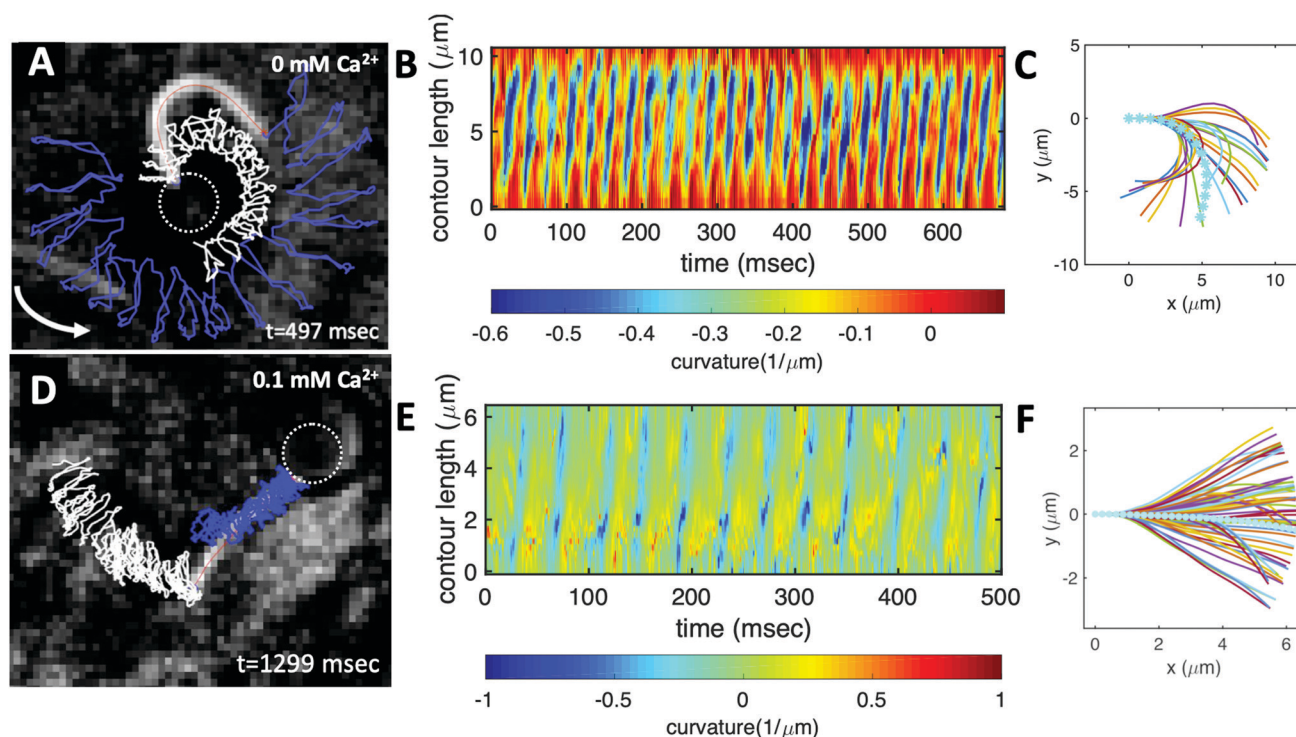 A
0 mM Ca²⁺
t=497 msec
B
contour length (μm)
10
5
0
0 100 200 300 400 500 600
time (msec)
-0.6 -0.5 -0.4 -0.3 -0.2 -0.1 0
curvature(1/μm)
C
y (μm)
5
0
-5
-10
0 5 10
x (μm)
D
0.1 mM Ca²⁺
t=1299 msec
E
contour length (μm)
6
4
2
0
0 100 200 300 400 500
time (msec)
-1 -0.5 0 0.5 1
curvature(1/μm)
F
y (μm)
2
0
-2
0 2 4 6
x (μm)